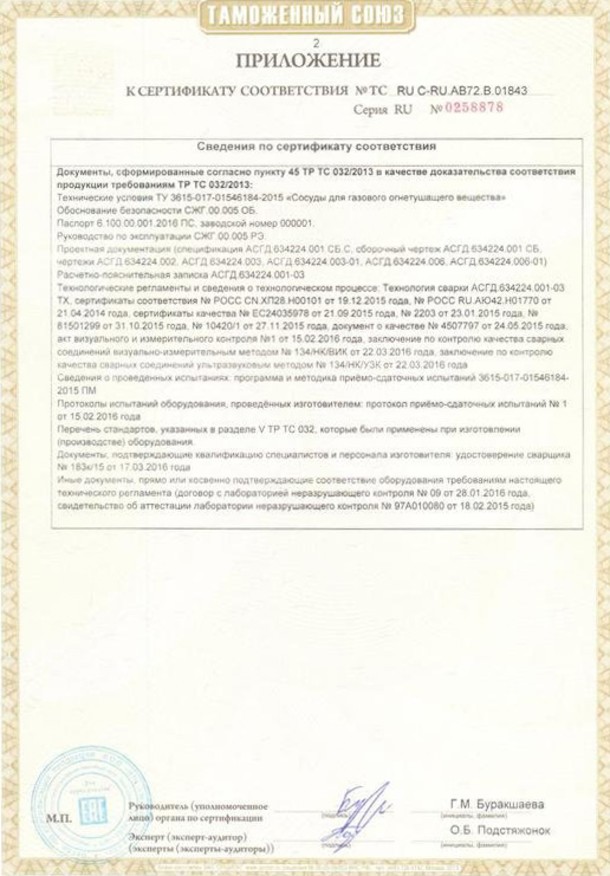 ТАМОЖЕННЫЙ СОЮЗ
2
ПРИЛОЖЕНИЕ
К СЕРТИФИКАТУ СООТВЕТСТВИЯ № ТС RU C-RU.АВ72.В.01843
Серия RU № 0258878
Сведения по сертификату соответствия
Документы, сформированные согласно пункту 45 ТР ТС 032/2013 в качестве доказательства соответствия
продукции требованиям ТР ТС 032/2013:
Технические условия ТУ 3615-017-01546184-2015 «Сосуды для газового огнетушащего вещества»
Обоснование безопасности СЖГ.00.005 ОБ.
Паспорт 6.100.00.001.2016 ПС, заводской номер 000001.
Руководство по эксплуатации СЖГ.00.005 РЭ.
Проектная документация (спецификация АСГД.634224.001 СБ.С, сборочный чертеж АСГД.634224.001 СБ,
чертежи АСГД.634224.002, АСГД.634224.003, АСГД.634224.003-01, АСГД.634224.006, АСГД.634224.006-01)
Расчетно-пояснительная записка АСГД.634224.001-03
Технологические регламенты и сведения о технологическом процессе: Технология сварки АСГД.634224.001-03
ТХ, сертификаты соответствия № РОСС CN.ХП28.Н00101 от 19.12.2015 года, № РОСС RU.АЮ42.Н01770 от
21.04.2014 года, сертификаты качества № ЕС24035978 от 21.09.2015 года, № 2203 от 23.01.2015 года, №
81501299 от 31.10.2015 года, № 10420/1 от 27.11.2015 года, документ о качестве № 4507797 от 24.05.2015 года,
акт визуального и измерительного контроля №1 от 15.02.2016 года, заключение по контролю качества сварных
соединений визуально-измерительным методом № 134/НК/ВИК от 22.03.2016 года, заключение по контролю
качества сварных соединений ультразвуковым методом № 134/НК/УЗК от 22.03.2016 года
Сведения о проведенных испытаниях: программа и методика приёмо-сдаточных испытаний 3615-017-01546184-
2015 ПМ
Протоколы испытаний оборудования, проведённых изготовителем: протокол приёмо-сдаточных испытаний № 1
от 15.02.2016 года
Перечень стандартов, указанных в разделе V ТР ТС 032, которые были применены при изготовлении
(производстве) оборудования.
Документы, подтверждающие квалификацию специалистов и персонала изготовителя: удостоверение сварщика
№ 183к/15 от 17.03.2016 года
Иные документы, прямо или косвенно подтверждающие соответствие оборудования требованиям настоящего
технического регламента (договор с лабораторией неразрушающего контроля № 09 от 28.01.2016 года,
свидетельство об аттестации лаборатории неразрушающего контроля № 97А010080 от 18.02.2015 года)
М.П.
Руководитель (уполномоченное
лицо) органа по сертификации
(подпись)
Г.М. Буракшаева
(инициалы, фамилия)
Эксперт (эксперт-аудитор)
(эксперты (эксперты-аудиторы))
(подпись)
О.Б. Подстяжонок
(инициалы, фамилия)